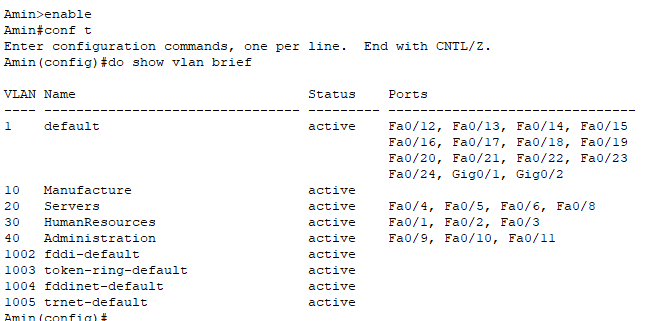 Amin>enable
Amin#conf t
Enter configuration commands, one per line.  End with CNTL/Z.
Amin(config)#do show vlan brief

VLAN Name                             Status    Ports
---- -------------------------------- --------- -------------------------------
1    default                          active    Fa0/12, Fa0/13, Fa0/14, Fa0/15
                                                Fa0/16, Fa0/17, Fa0/18, Fa0/19
                                                Fa0/20, Fa0/21, Fa0/22, Fa0/23
                                                Fa0/24, Gig0/1, Gig0/2
10   Manufacture                      active
20   Servers                          active    Fa0/4, Fa0/5, Fa0/6, Fa0/8
30   HumanResources                   active    Fa0/1, Fa0/2, Fa0/3
40   Administration                   active    Fa0/9, Fa0/10, Fa0/11
1002 fddi-default                     active
1003 token-ring-default               active
1004 fddinet-default                  active
1005 trnet-default                    active
Amin(config)#